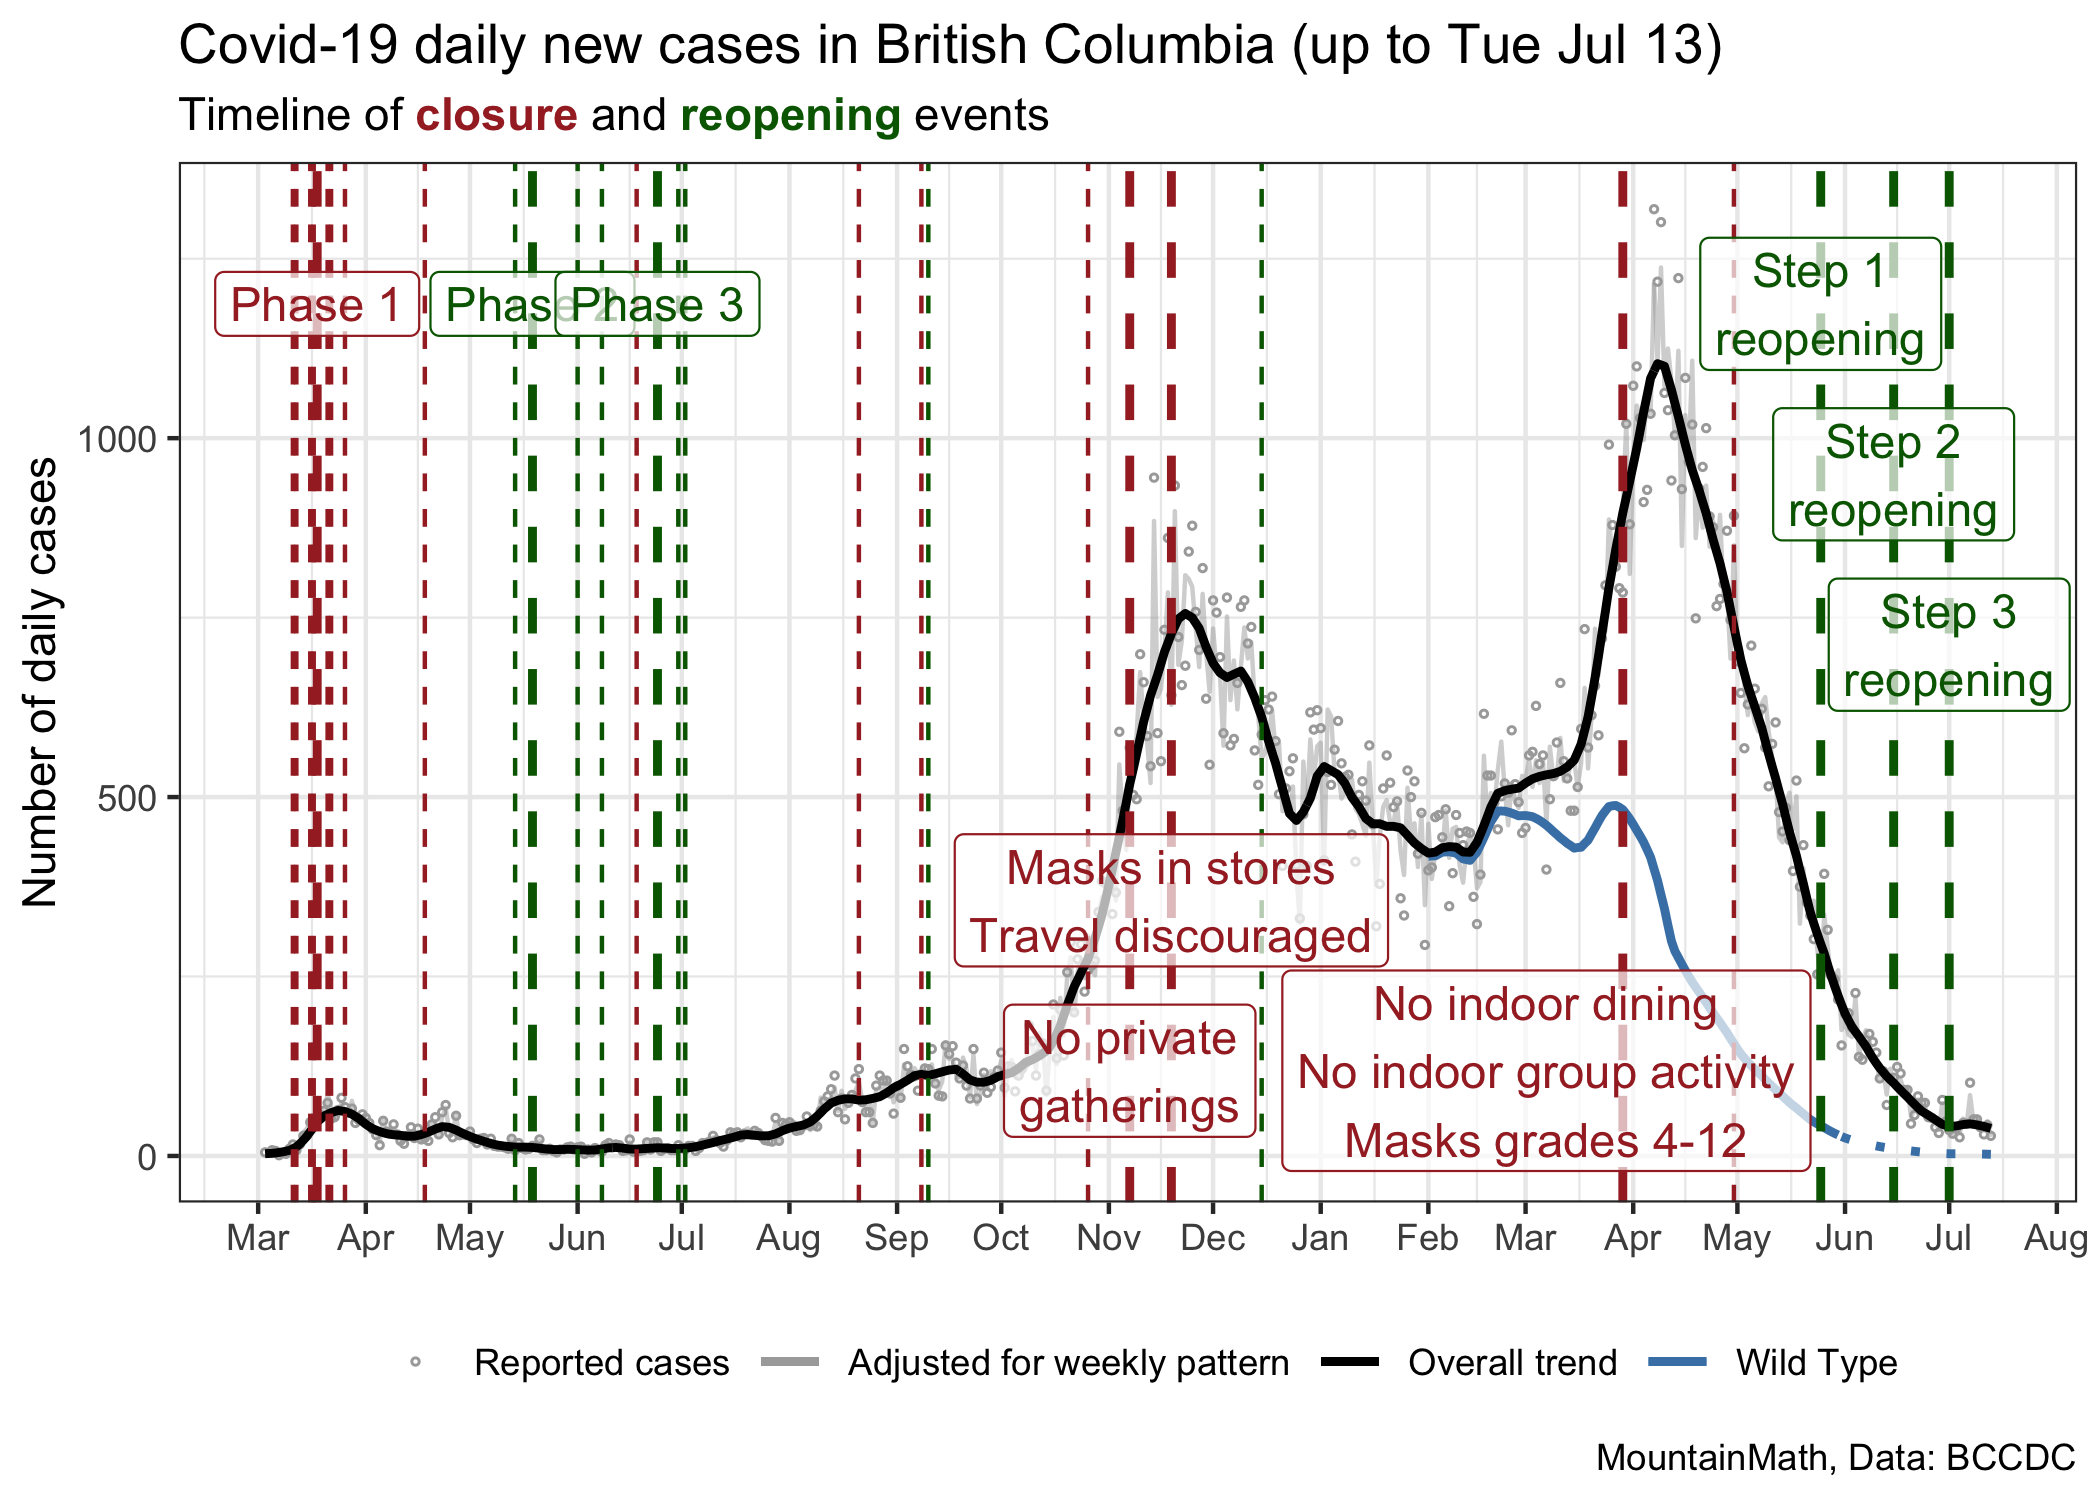 Covid-19 daily new cases in British Columbia (up to Tue Jul 13)
Timeline of closure and reopening events
Number of daily cases
1000
500
0
Phase 1
Phase 2
Phase 3
Step 1
reopening
Step 2
reopening
Step 3
reopening
Masks in stores
Travel discouraged
No private
gatherings
No indoor dining
No indoor group activity
Masks grades 4-12
Mar Apr May Jun Jul Aug Sep Oct Nov Dec Jan Feb Mar Apr May Jun Jul Aug
Reported cases Adjusted for weekly pattern Overall trend Wild Type
MountainMath, Data: BCCDC